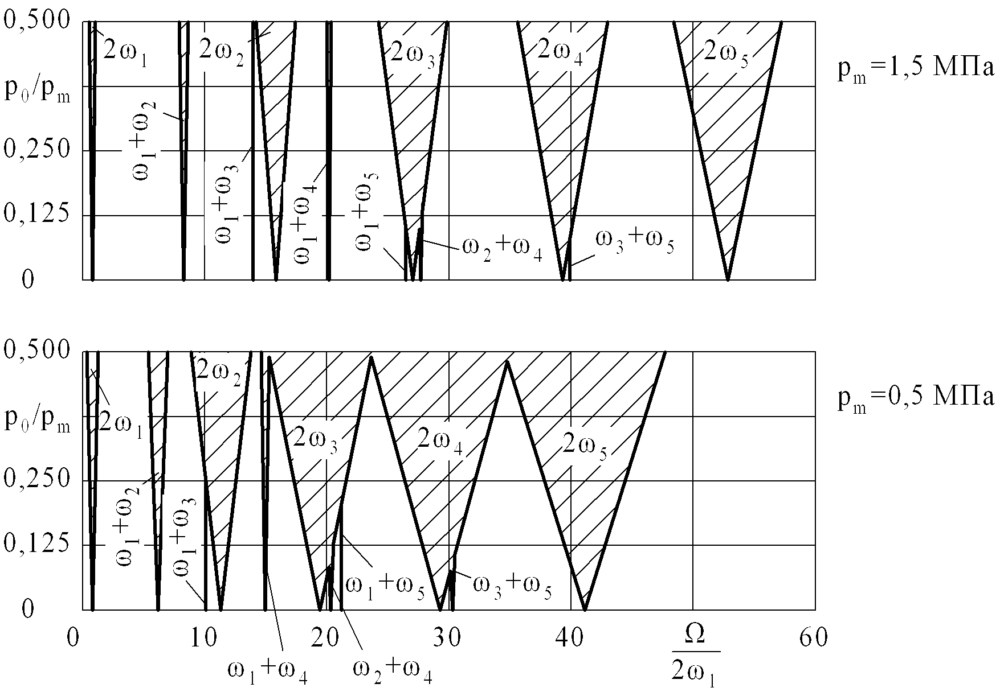 0,500
2ω₁
2ω₂
2ω₃
2ω₄
2ω₅
pₘ=1,5 МПа
p₀/pₘ
ω₁+ω₂
0,250
ω₁+ω₃
ω₁+ω₄
ω₁+ω₅
0,125
ω₂+ω₄
ω₃+ω₅
0
0,500
2ω₂
pₘ=0,5 МПа
p₀/pₘ
2ω₁
2ω₃
2ω₄
2ω₅
0,250
ω₁+ω₂
ω₁+ω₃
0,125
ω₁+ω₅
ω₃+ω₅
0
0 10 20 30 40 Ω/2ω₁ 60
ω₁+ω₄
ω₂+ω₄